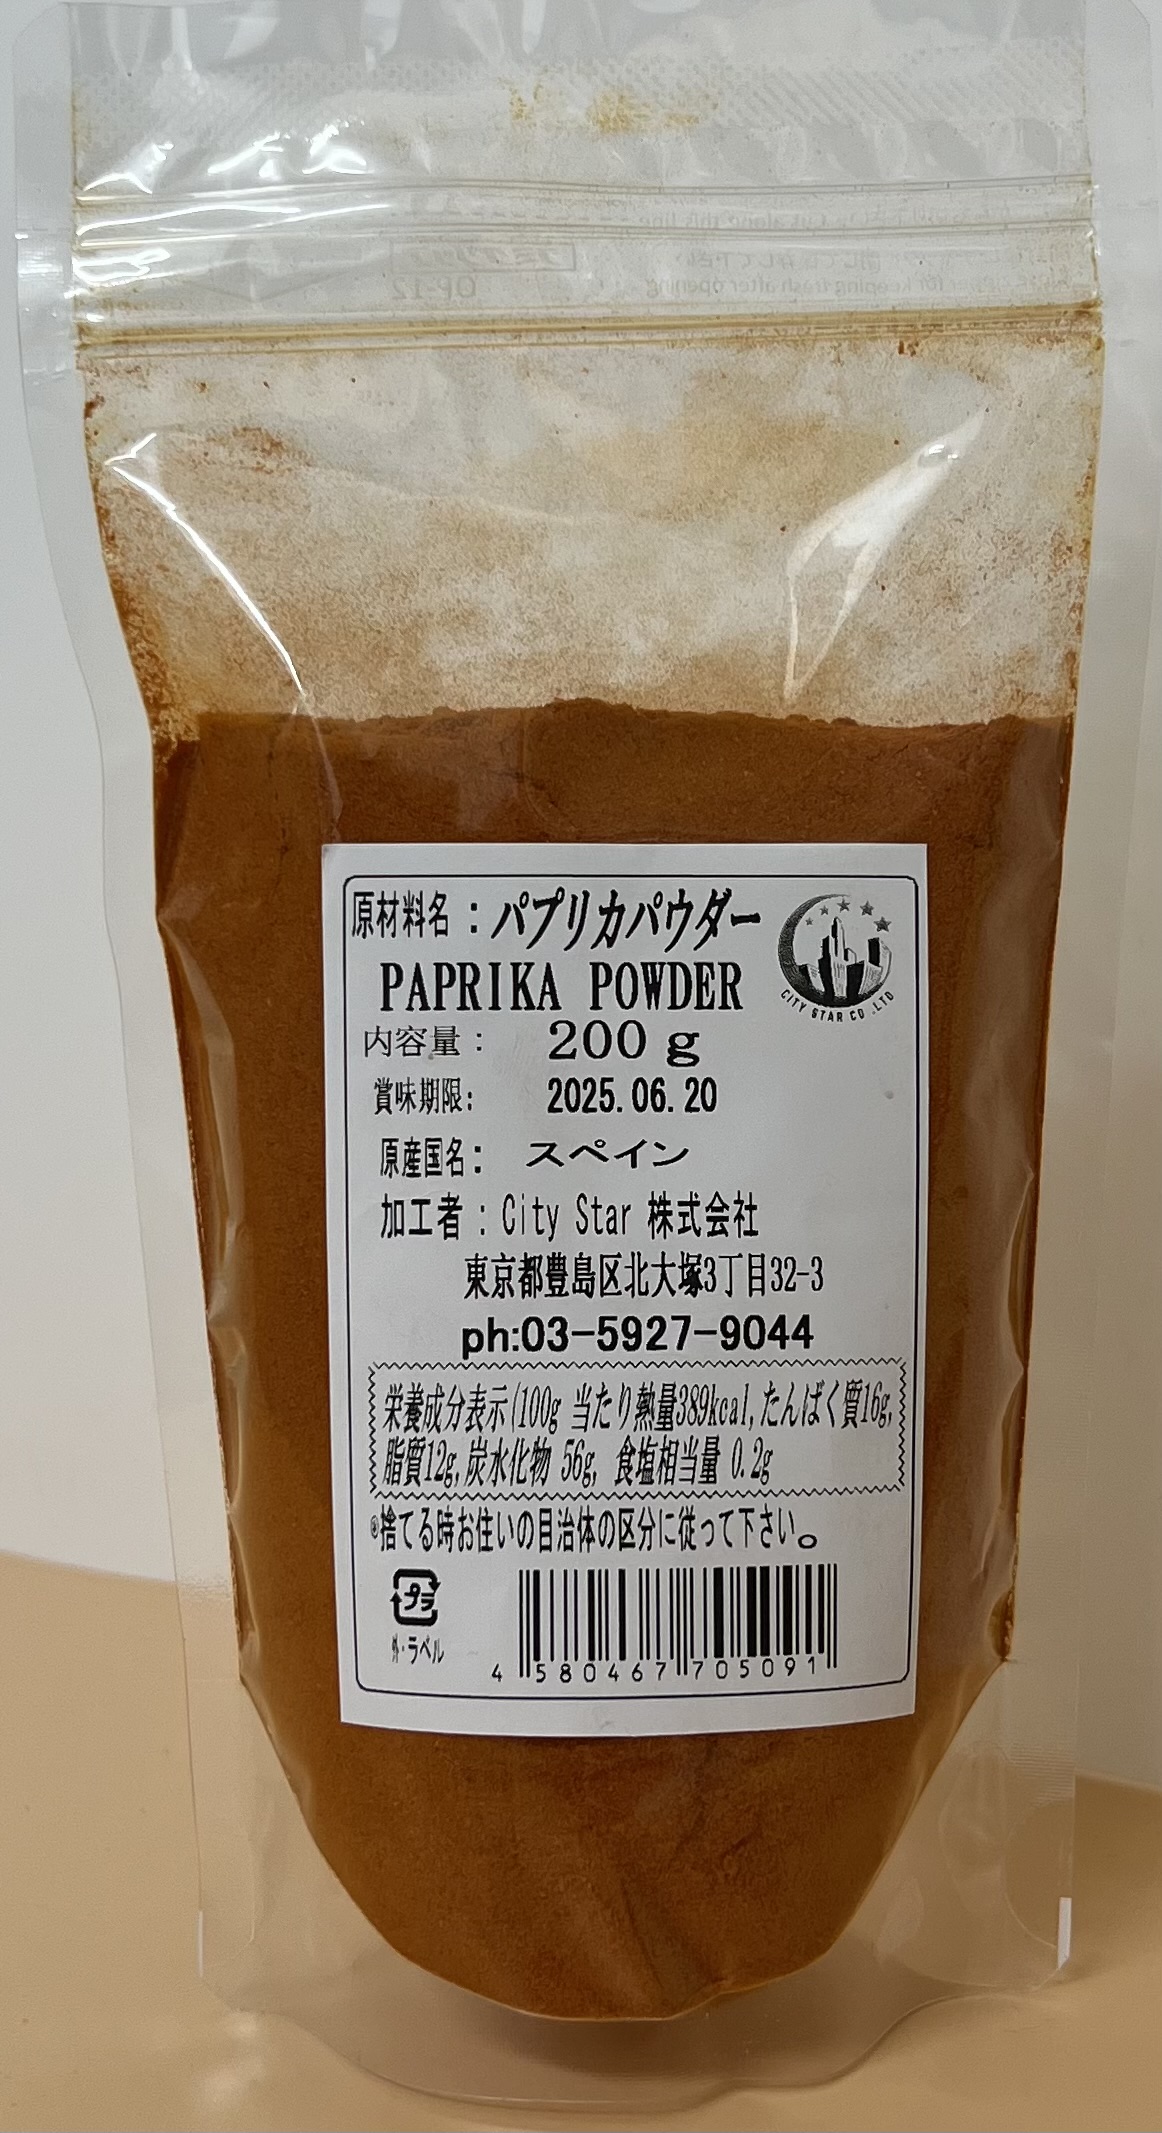 原材料名：パプリカパウダー
PAPRIKA POWDER
CITY STAR CO .LTD
内容量： 200 g
賞味期限: 2025.06.20
原産国名： スペイン
加工者：City Star 株式会社
東京都豊島区北大塚3丁目32-3
ph:03-5927-9044
栄養成分表示(100g 当たり熱量389kcal,たんばく質16g,
脂質12g,炭水化物 56g, 食塩相当量 0.2g
◎捨てる時お住いの自治体の区分に従って下さい。
プラ
外・ラベル
4 580467 705091